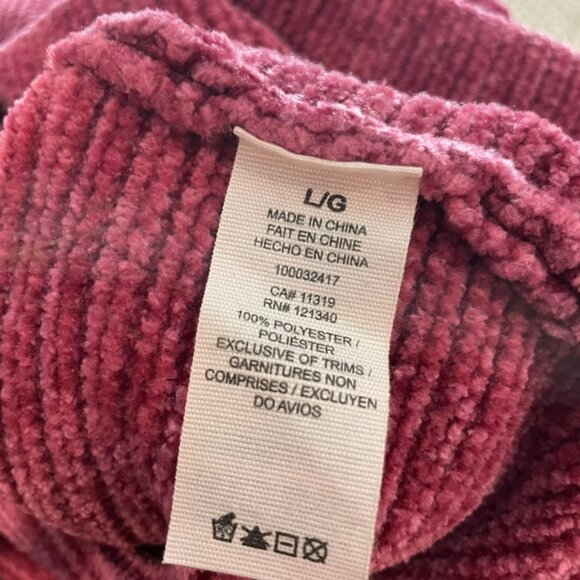 L/G
MADE IN CHINA
FAIT EN CHINE
HECHO EN CHINA
100032417
CA# 11319
RN# 121340
100% POLYESTER /
POLIÉSTER
EXCLUSIVE OF TRIMS /
GARNITURES NON
COMPRISES / EXCLUYEN
DO AVIOS